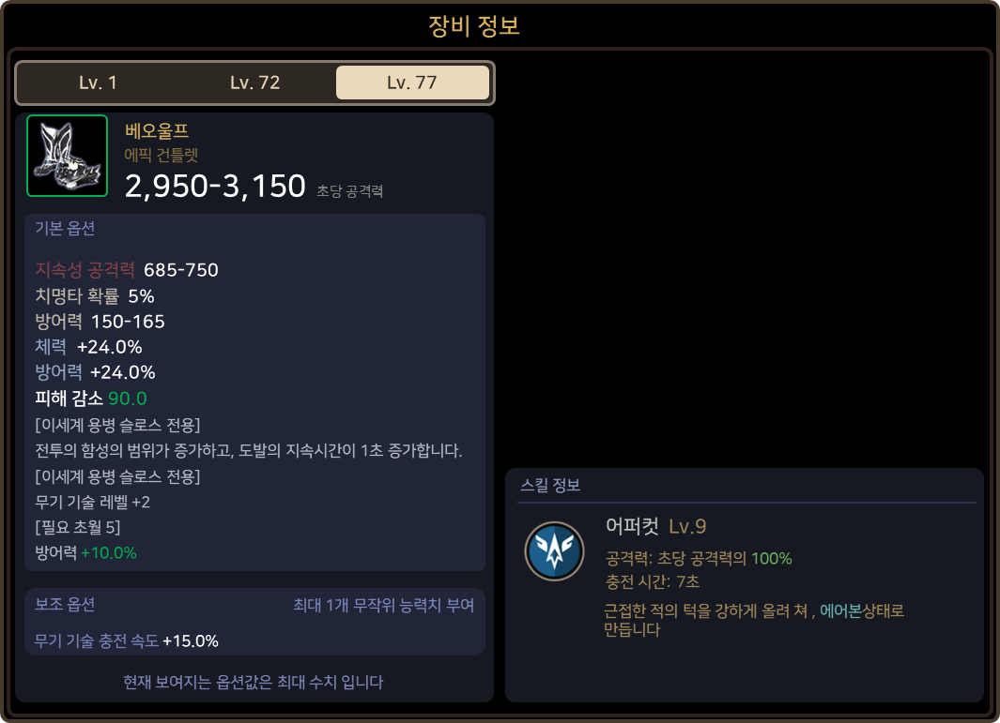 장비 정보
Lv. 1
Lv. 72
Lv. 77
베오울프
에픽 건틀렛
2,950-3,150 초당 공격력
기본 옵션
지속성 공격력 685-750
치명타 확률 5%
방어력 150-165
체력 +24.0%
방어력 +24.0%
피해 감소 90.0
[이세계 용병 슬로스 전용]
전투의 함성의 범위가 증가하고, 도발의 지속시간이 1초 증가합니다.
[이세계 용병 슬로스 전용]
무기 기술 레벨 +2
[필요 초월 5]
방어력 +10.0%
보조 옵션
최대 1개 무작위 능력치 부여
무기 기술 충전 속도 +15.0%
현재 보여지는 옵션값은 최대 수치 입니다
스킬 정보
어퍼컷 Lv.9
공격력: 초당 공격력의 100%
충전 시간: 7초
근접한 적의 턱을 강하게 올려 쳐 , 에어본상태로
만듭니다